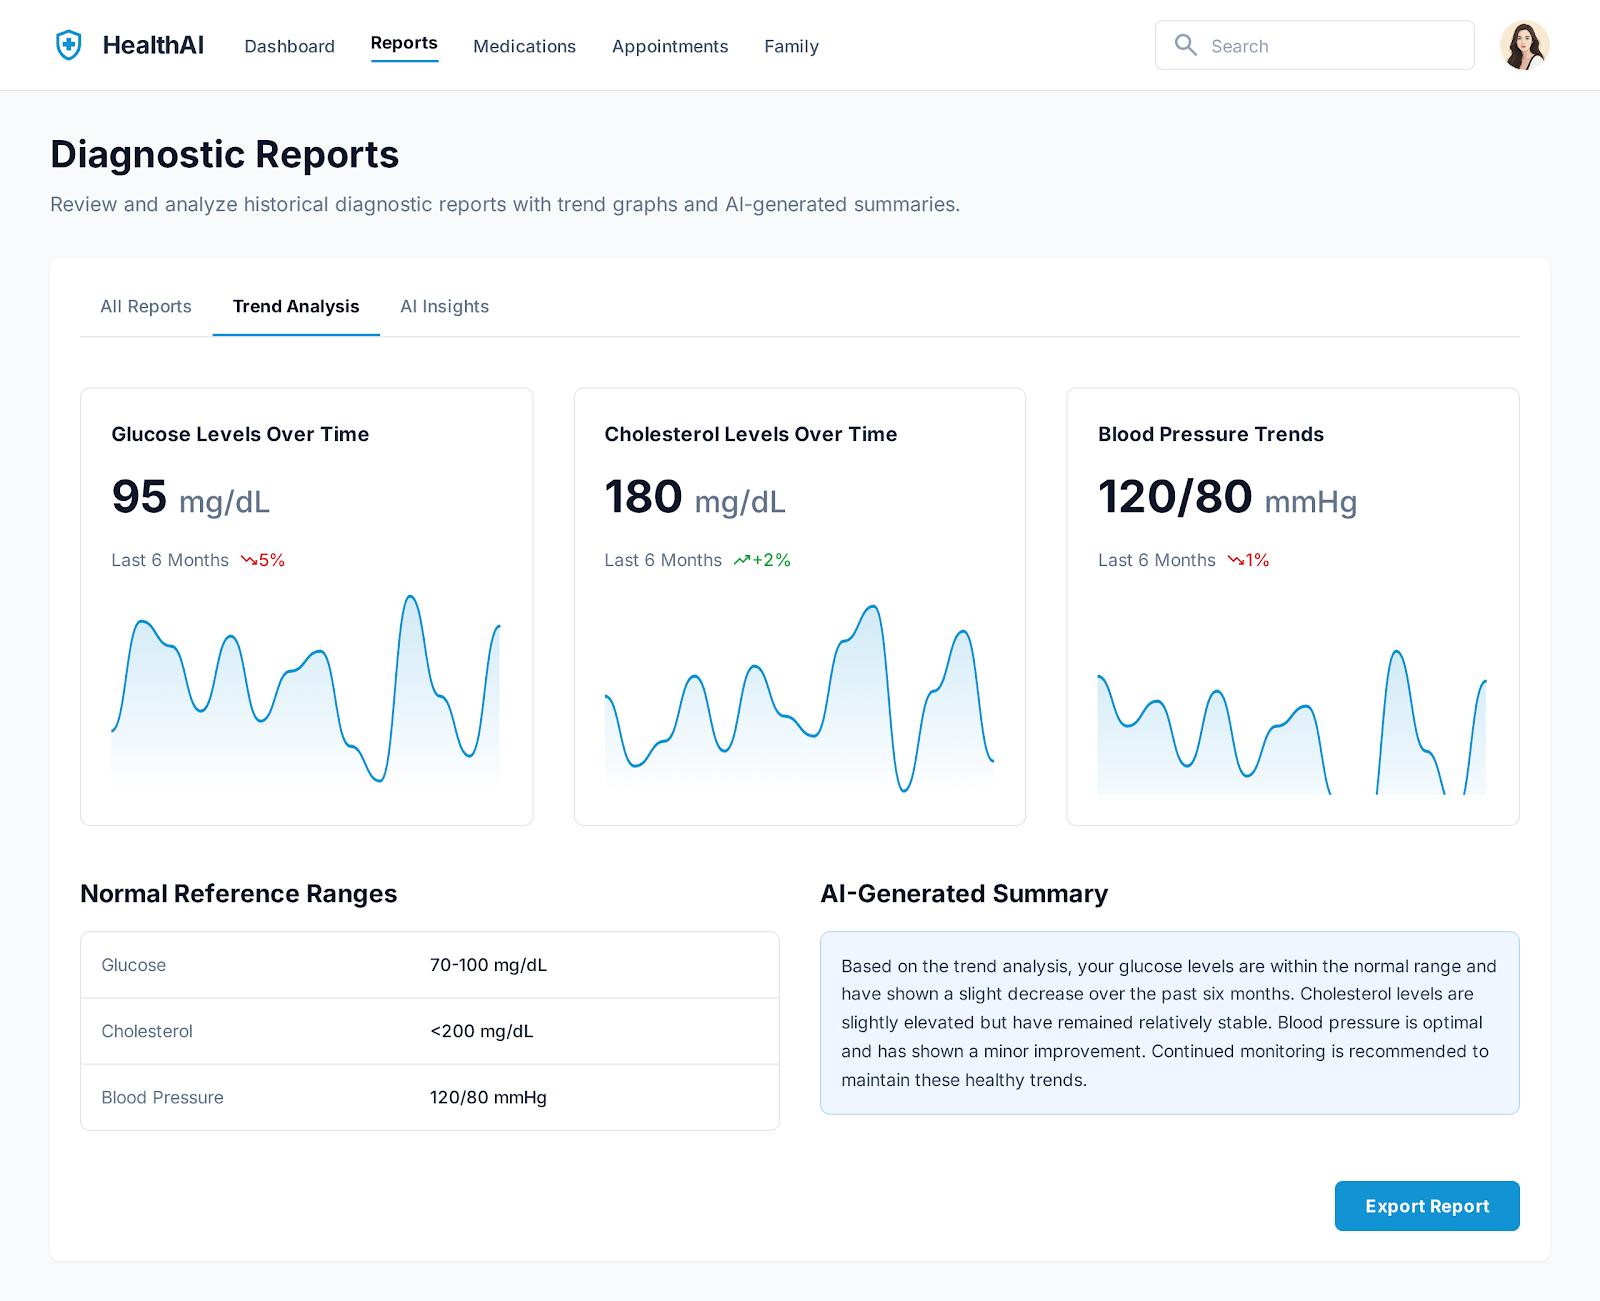 HealthAI
Dashboard
Reports
Medications
Appointments
Family
Search
Diagnostic Reports
Review and analyze historical diagnostic reports with trend graphs and AI-generated summaries.
All Reports
Trend Analysis
AI Insights
Glucose Levels Over Time
95 mg/dL
Last 6 Months 5%
Cholesterol Levels Over Time
180 mg/dL
Last 6 Months +2%
Blood Pressure Trends
120/80 mmHg
Last 6 Months 1%
Normal Reference Ranges
Glucose 70-100 mg/dL
Cholesterol <200 mg/dL
Blood Pressure 120/80 mmHg
AI-Generated Summary
Based on the trend analysis, your glucose levels are within the normal range and
have shown a slight decrease over the past six months. Cholesterol levels are
slightly elevated but have remained relatively stable. Blood pressure is optimal
and has shown a minor improvement. Continued monitoring is recommended to
maintain these healthy trends.
Export Report